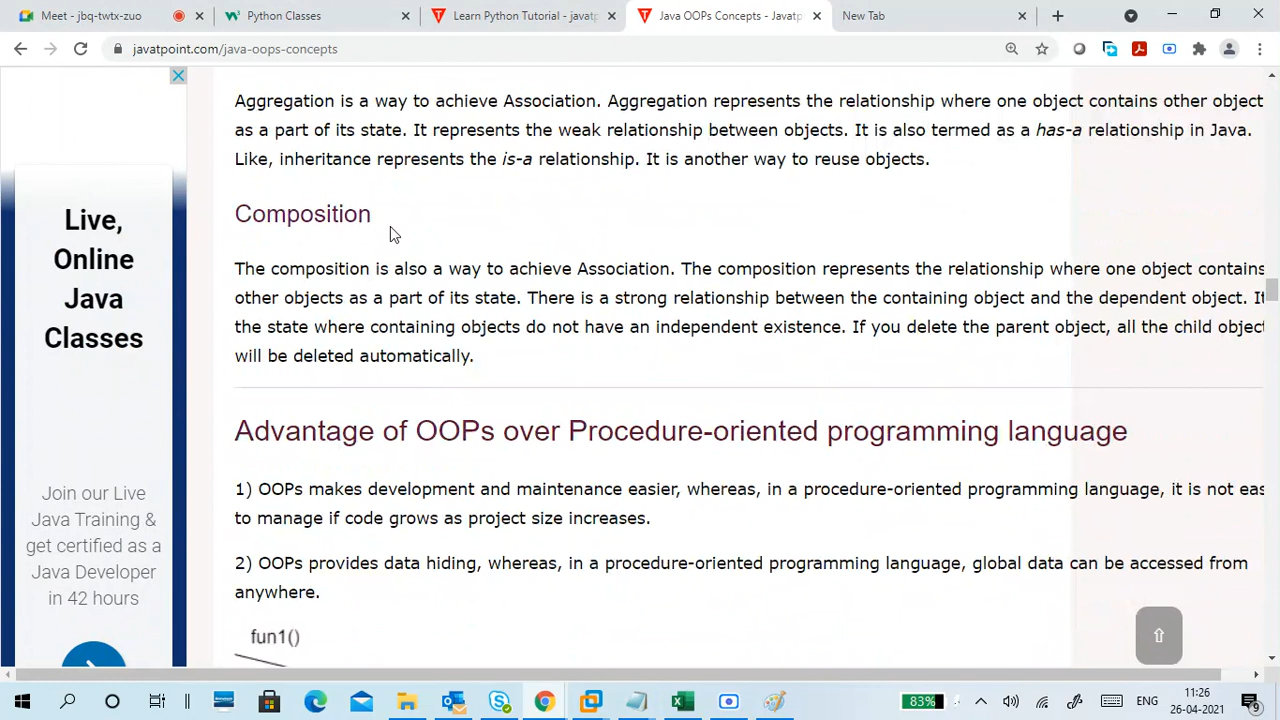 Meet - jbq-twtx-zuo
Python Classes
Learn Python Tutorial - javatp
Java OOPs Concepts - Javatp
New Tab
javatpoint.com/java-oops-concepts
Aggregation is a way to achieve Association. Aggregation represents the relationship where one object contains other object
as a part of its state. It represents the weak relationship between objects. It is also termed as a has-a relationship in Java.
Like, inheritance represents the is-a relationship. It is another way to reuse objects.
Composition
The composition is also a way to achieve Association. The composition represents the relationship where one object contains
other objects as a part of its state. There is a strong relationship between the containing object and the dependent object. It
the state where containing objects do not have an independent existence. If you delete the parent object, all the child object
will be deleted automatically.
Advantage of OOPs over Procedure-oriented programming language
1) OOPs makes development and maintenance easier, whereas, in a procedure-oriented programming language, it is not eas
to manage if code grows as project size increases.
2) OOPs provides data hiding, whereas, in a procedure-oriented programming language, global data can be accessed from
anywhere.
fun1()
Live,
Online
Java
Classes
Join our Live
Java Training &
get certified as a
Java Developer
in 42 hours
83%
ENG
11:26
26-04-2021
9